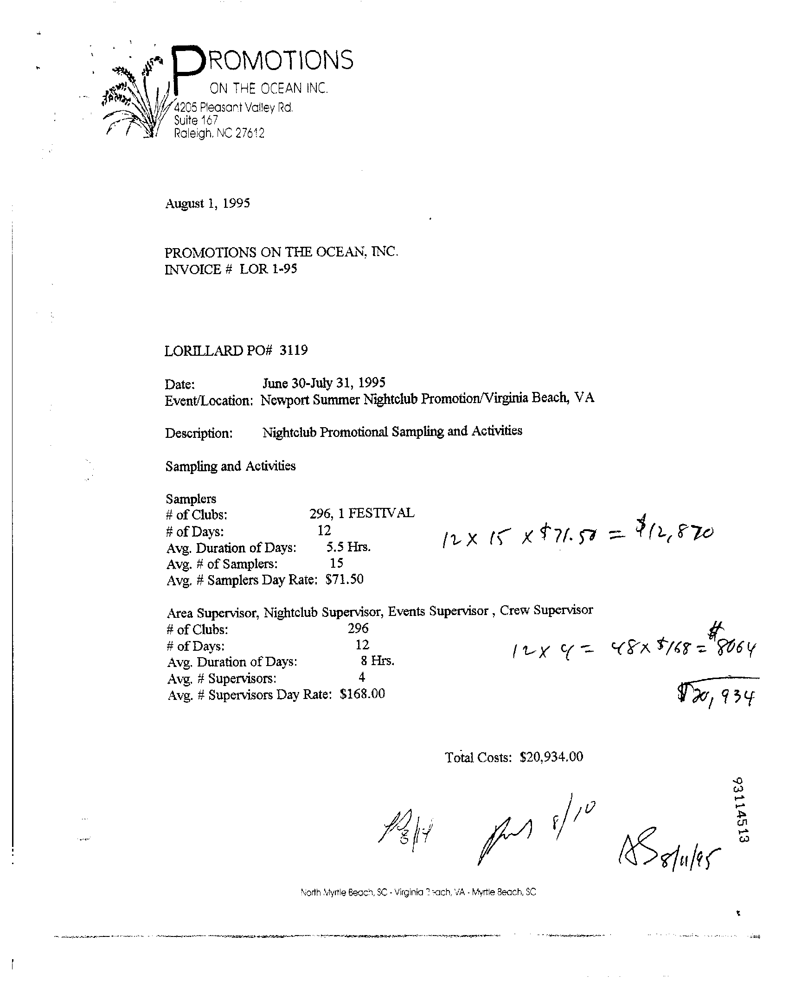 PROMOTIONS
ON THE OCEAN INC.
4205 Pleasant Valley Rd.
Suite 167
Raleigh, NC 27612
August 1, 1995
PROMOTIONS ON THE OCEAN, INC.
INVOICE # LOR 1-95
LORILLARD PO# 3119
Date: June 30-July 31, 1995
Event/Location: Newport Summer Nightclub Promotion/Virginia Beach, VA
Description: Nightclub Promotional Sampling and Activities
Sampling and Activities
Samplers
# of Clubs: 296, 1 FESTIVAL
# of Days: 12
Avg. Duration of Days: 5.5 Hrs.
Avg. # of Samplers: 15
Avg. # Samplers Day Rate: $71.50
12 x 15 x $71.50 = $12,870
Area Supervisor, Nightclub Supervisor, Events Supervisor , Crew Supervisor
# of Clubs: 296
# of Days: 12
Avg. Duration of Days: 8 Hrs.
Avg. # Supervisors: 4
Avg. # Supervisors Day Rate: $168.00
12 x 4 = 48 x $168 = $8064
$20,934
Total Costs: $20,934.00
8/14
8/10
AS 8/11/95
93114513
North Myrtle Beach, SC - Virginia Beach, VA - Myrtle Beach, SC